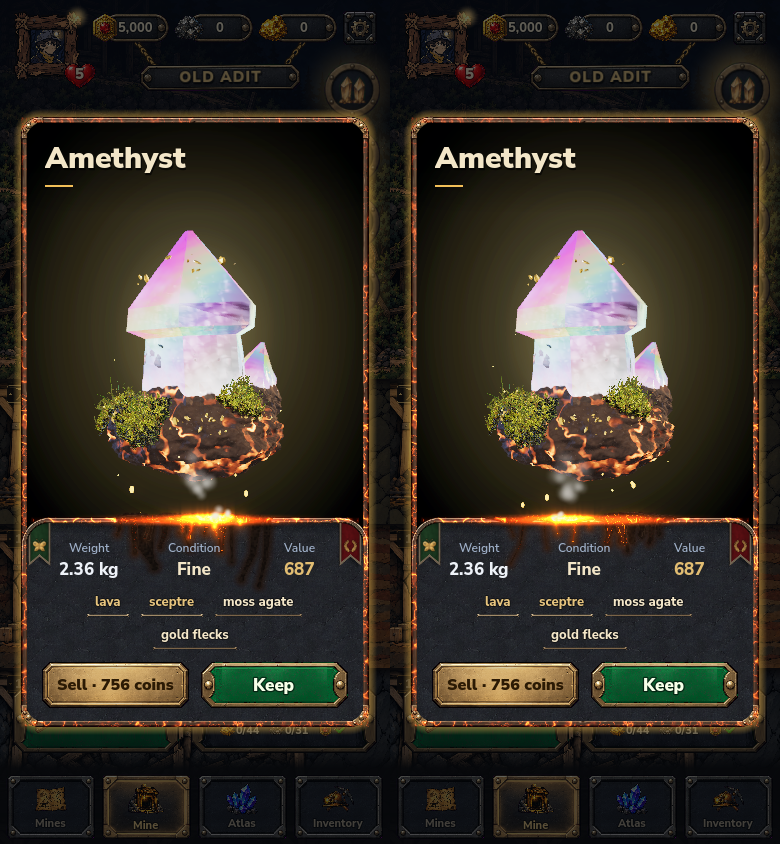 5,000 0 0
5
OLD ADIT
Amethyst
Weight Condition Value
2.36 kg Fine 687
lava sceptre moss agate
gold flecks
Sell · 756 coins Keep
0/44 0/31
Mines Mine Atlas Inventory
5,000 0 0
5
OLD ADIT
Amethyst
Weight Condition Value
2.36 kg Fine 687
lava sceptre moss agate
gold flecks
Sell · 756 coins Keep
0/44 0/31
Mines Mine Atlas Inventory